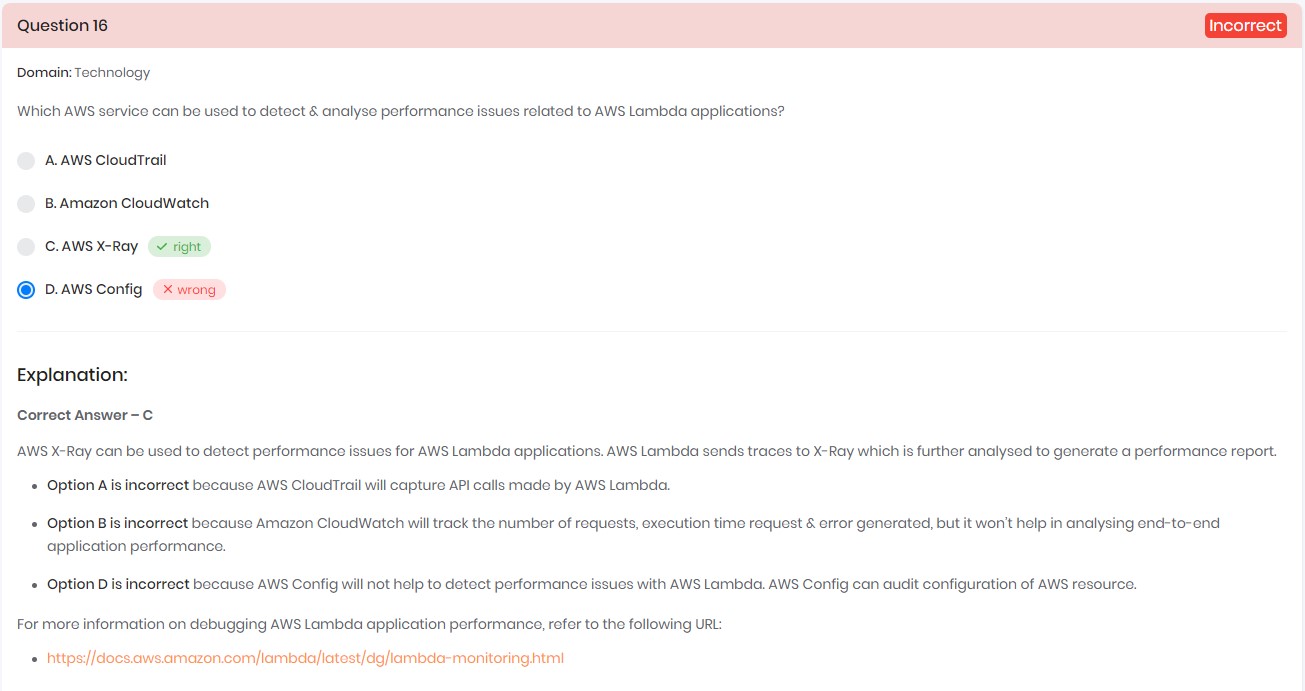 Question 16
Incorrect
Domain: Technology
Which AWS service can be used to detect & analyse performance issues related to AWS Lambda applications?
A. AWS CloudTrail
B. Amazon CloudWatch
C. AWS X-Ray
right
D. AWS Config
wrong
Explanation:
Correct Answer – C
AWS X-Ray can be used to detect performance issues for AWS Lambda applications. AWS Lambda sends traces to X-Ray which is further analysed to generate a performance report.
Option A is incorrect because AWS CloudTrail will capture API calls made by AWS Lambda.
Option B is incorrect because Amazon CloudWatch will track the number of requests, execution time request & error generated, but it won't help in analysing end-to-end
application performance.
Option D is incorrect because AWS Config will not help to detect performance issues with AWS Lambda. AWS Config can audit configuration of AWS resource.
For more information on debugging AWS Lambda application performance, refer to the following URL:
https://docs.aws.amazon.com/lambda/latest/dg/lambda-monitoring.html